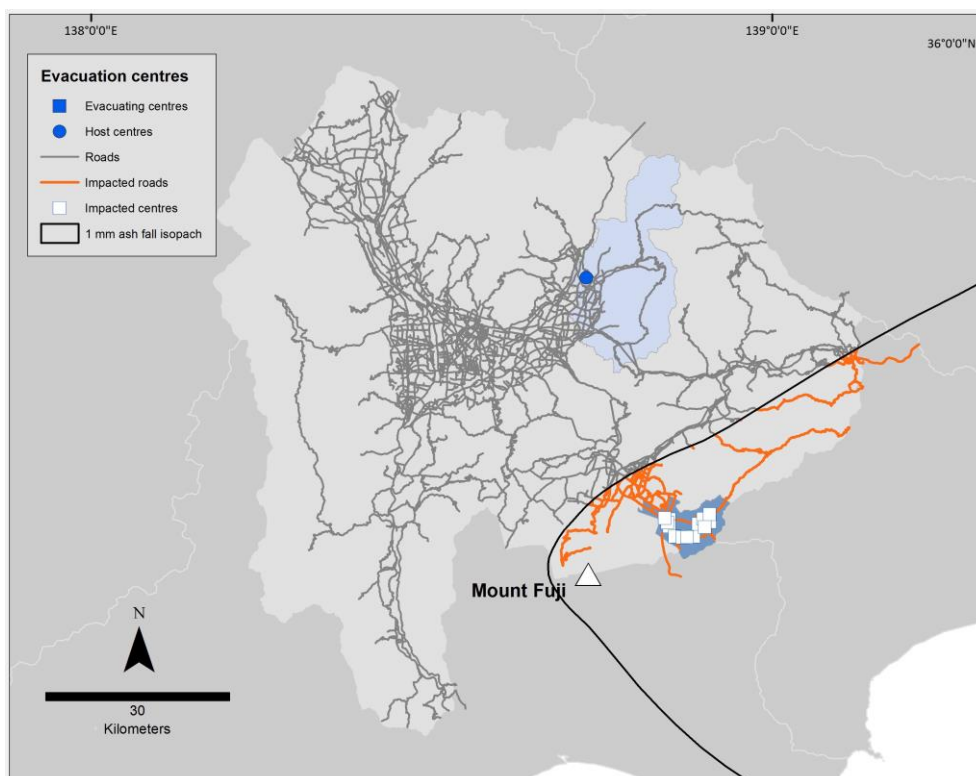 138°0'0"E
139°0'0"E
36°0'0"N
Evacuation centres
Evacuating centres
Host centres
Roads
Impacted roads
Impacted centres
1 mm ash fall isopach
Mount Fuji
N
30
Kilometers